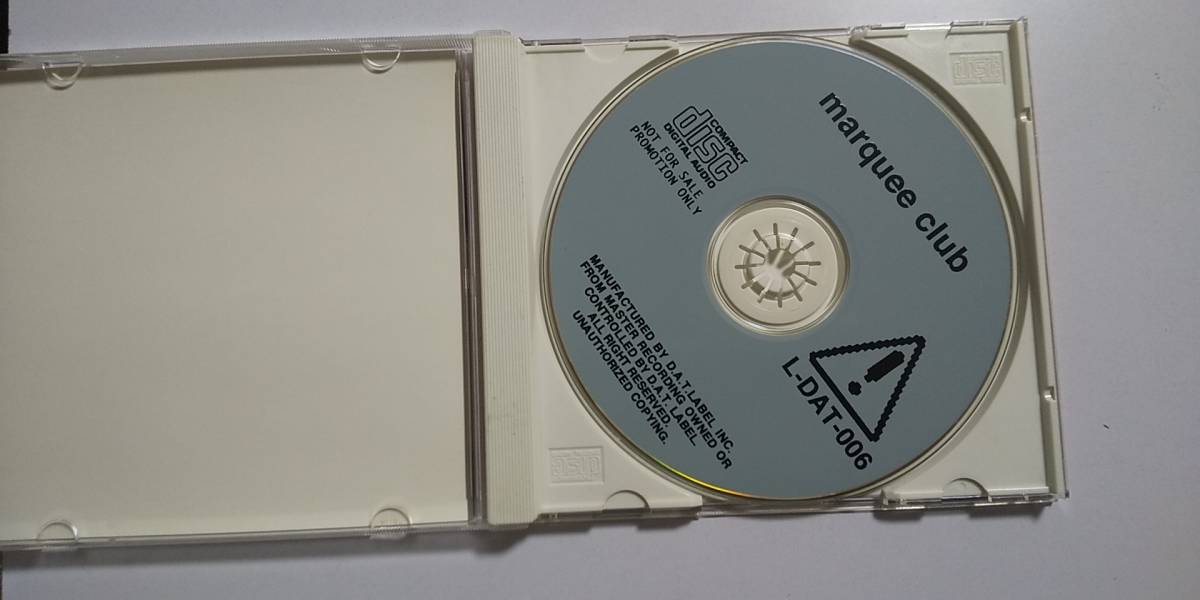 marquee club
COMPACT
disc
DIGITAL AUDIO
NOT FOR SALE
PROMOTION ONLY
!
L-DAT-006
MANUFACTURED BY D.A.T.LABEL INC.
FROM MASTER RECORDING OWNED OR
CONTROLLED BY D.A.T. LABEL.
ALL RIGHT RESERVED.
UNAUTHORIZED COPYING.
disc
disc